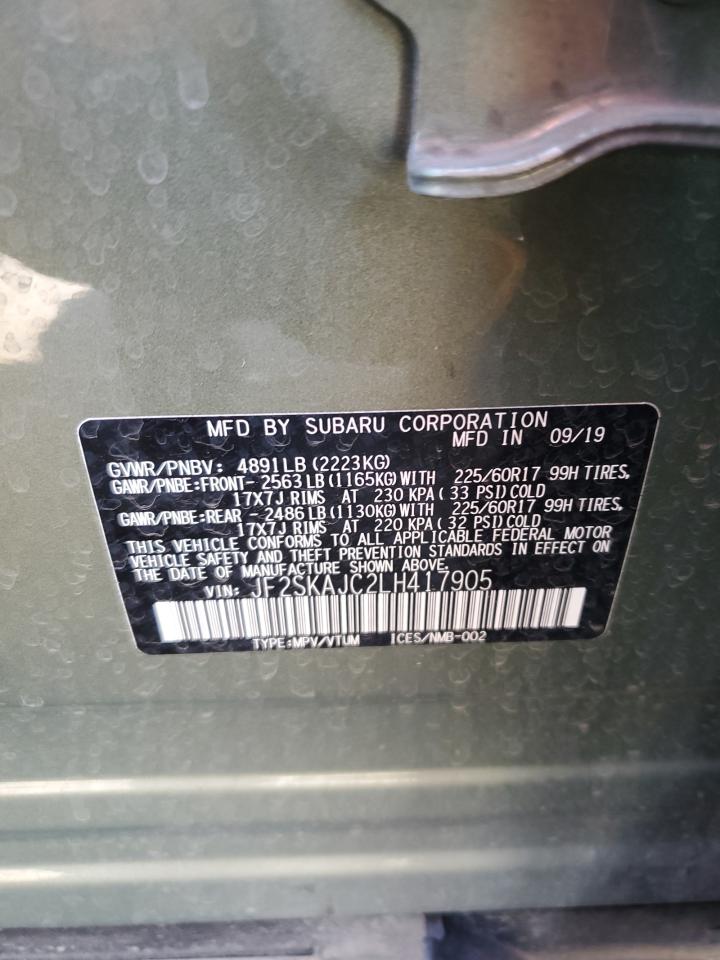 MFD BY SUBARU CORPORATION
MFD IN 09/19
GVWR/PNBV: 4891LB (2223KG)
GAWR/PNBE:FRONT- 2563LB (1165KG) WITH 225/60R17 99H TIRES,
17X7J RIMS AT 230 KPA ( 33 PSI) COLD
GAWR/PNBE:REAR - 2486LB (1130KG) WITH 225/60R17 99H TIRES,
17X7J RIMS AT 220 KPA ( 32 PSI) COLD
THIS VEHICLE CONFORMS TO ALL APPLICABLE FEDERAL MOTOR
VEHICLE SAFETY AND THEFT PREVENTION STANDARDS IN EFFECT ON
THE DATE OF MANUFACTURE SHOWN ABOVE.
VIN: JF2SKAJC2LH417905
TYPE:MPV/VTUM ICES/NMB-002